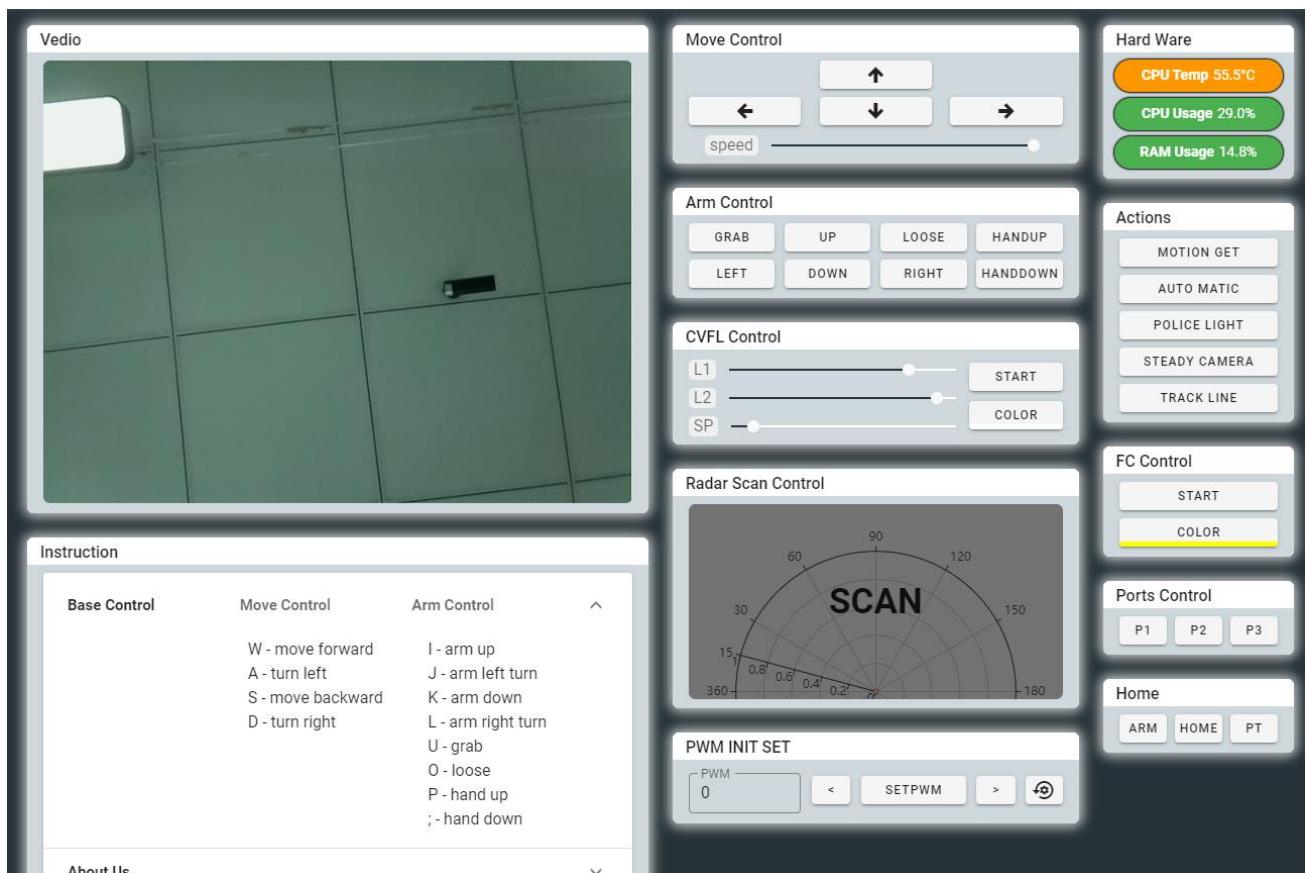 Vedio
Move Control
speed
Arm Control
GRAB UP LOOSE HANDUP
LEFT DOWN RIGHT HANDDOWN
CVFL Control
L1
START
L2
COLOR
SP
Radar Scan Control
90
60 120
SCAN
30 150
15
1 0.8 0.6 0.4 0.2 0
360 180
PWM INIT SET
PWM
0
< SETPWM >
Hard Ware
CPU Temp 55.5°C
CPU Usage 29.0%
RAM Usage 14.8%
Actions
MOTION GET
AUTO MATIC
POLICE LIGHT
STEADY CAMERA
TRACK LINE
FC Control
START
COLOR
Ports Control
P1 P2 P3
Home
ARM HOME PT
Instruction
Base Control Move Control Arm Control
W - move forward I - arm up
A - turn left J - arm left turn
S - move backward K - arm down
D - turn right L - arm right turn
U - grab
O - loose
P - hand up
; - hand down
About Us